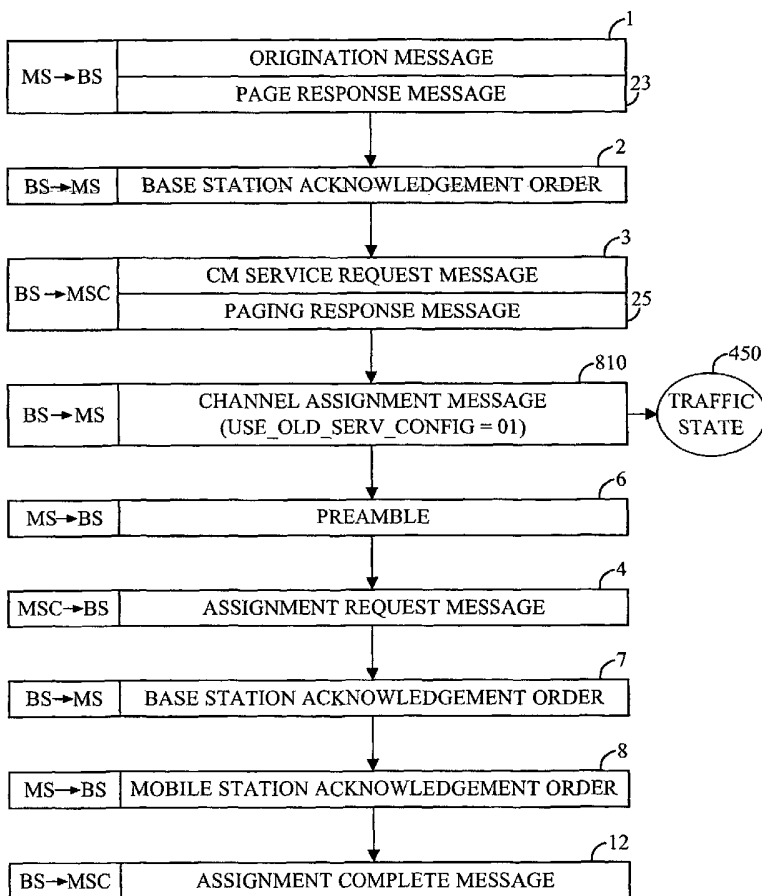 1
MS→BS
ORIGINATION MESSAGE
PAGE RESPONSE MESSAGE
23
2
BS→MS
BASE STATION ACKNOWLEDGEMENT ORDER
3
BS→MSC
CM SERVICE REQUEST MESSAGE
PAGING RESPONSE MESSAGE
25
810
BS→MS
CHANNEL ASSIGNMENT MESSAGE
(USE_OLD_SERV_CONFIG = 01)
450
TRAFFIC
STATE
6
MS→BS
PREAMBLE
4
MSC→BS
ASSIGNMENT REQUEST MESSAGE
7
BS→MS
BASE STATION ACKNOWLEDGEMENT ORDER
8
MS→BS
MOBILE STATION ACKNOWLEDGEMENT ORDER
12
BS→MSC
ASSIGNMENT COMPLETE MESSAGE